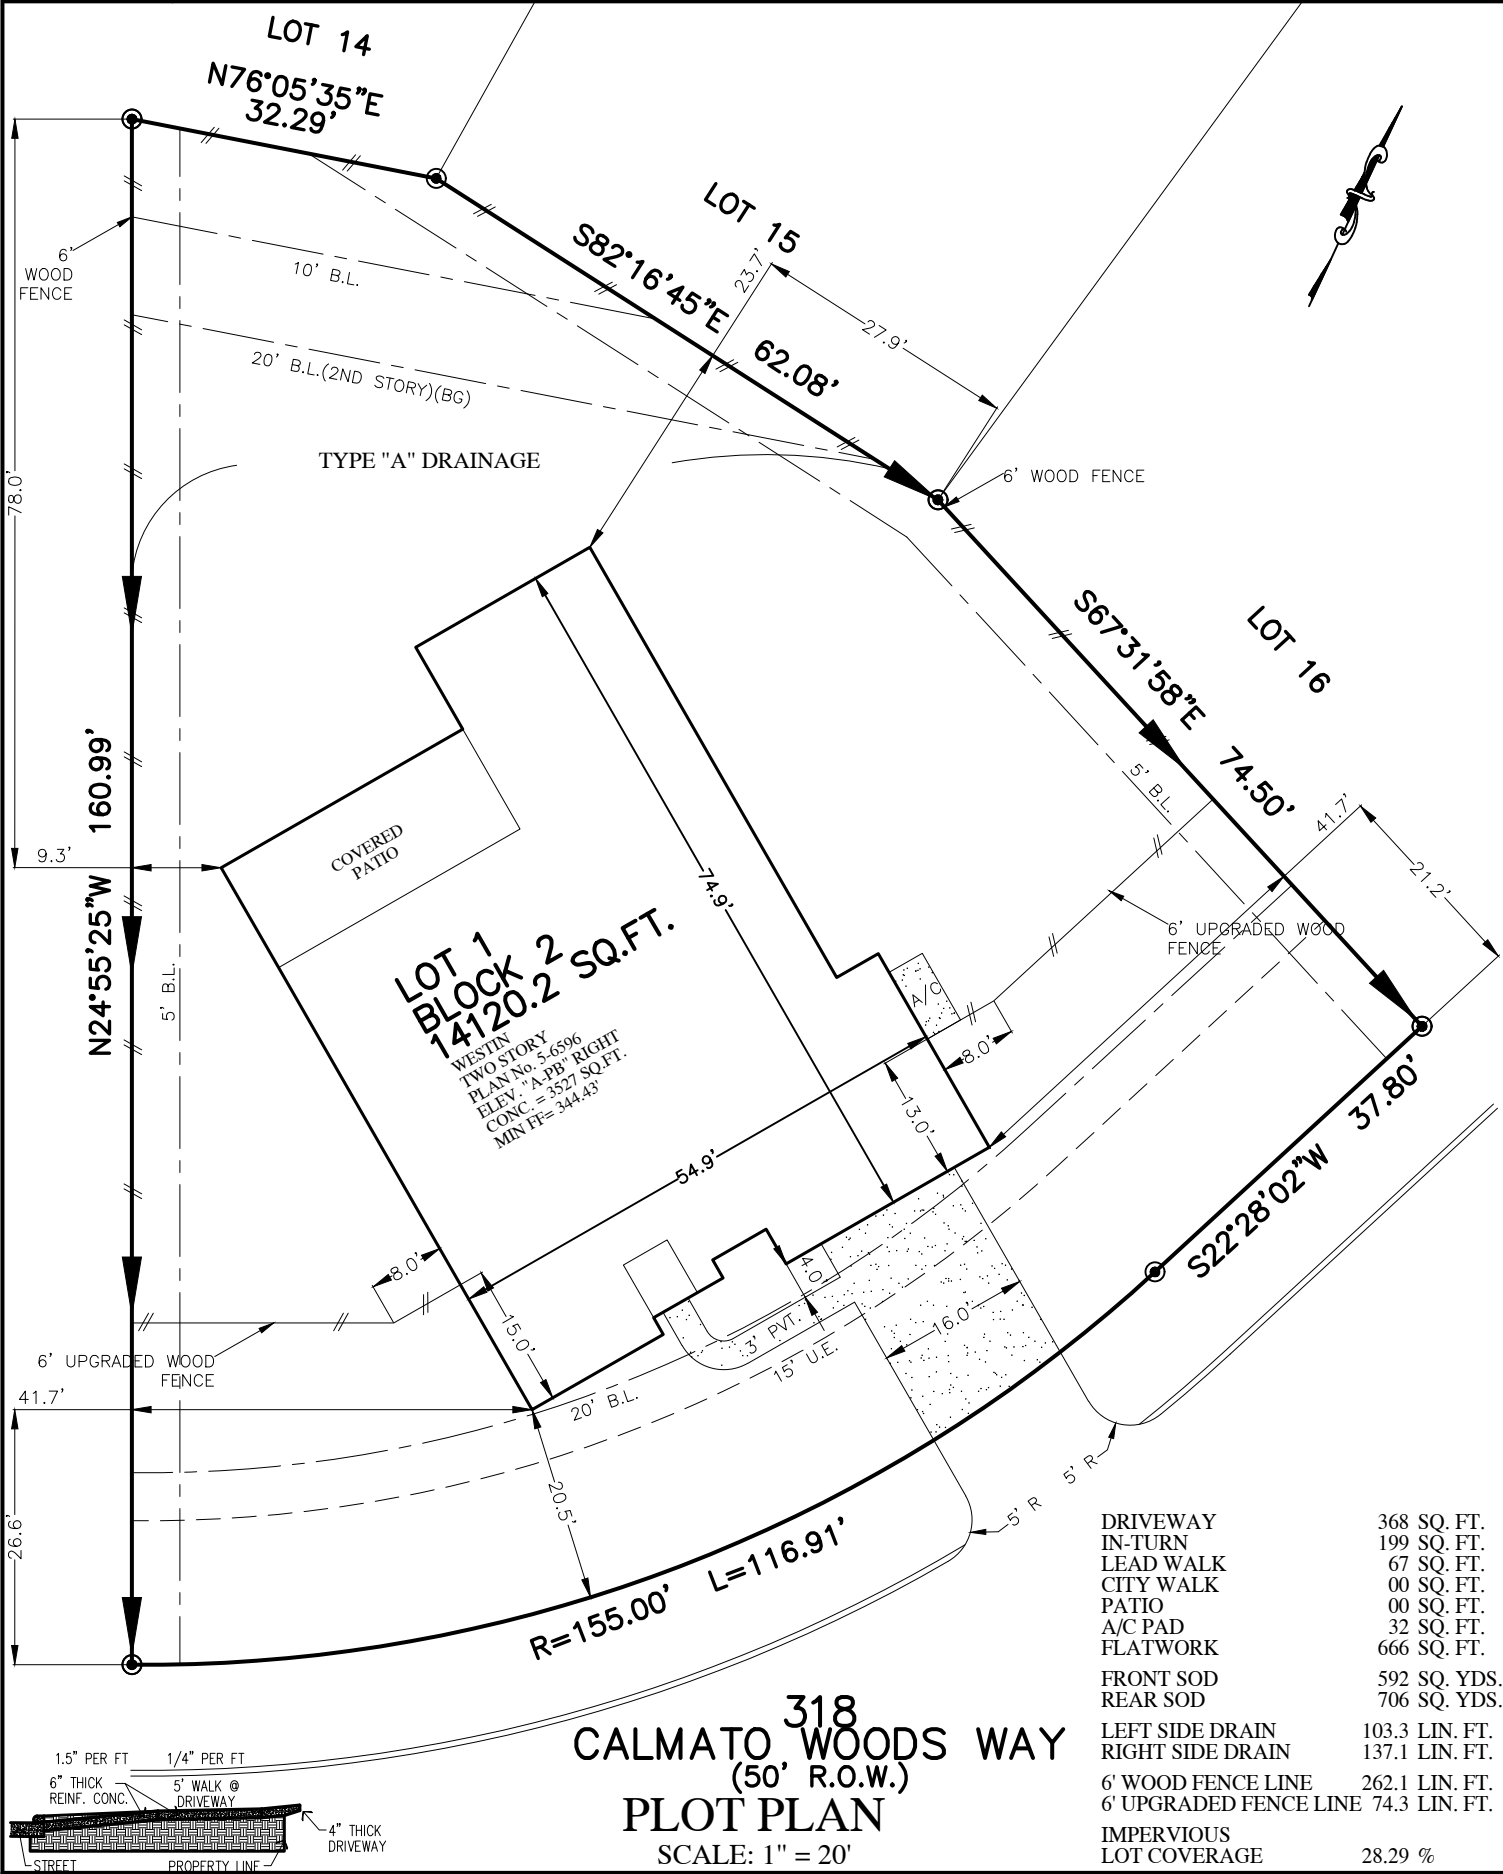 LOT 14
N76°05'35"E
32.29'
LOT 15
S82°16'45"E 62.08'
23.7'
27.9'
6'
WOOD
FENCE
10' B.L.
20' B.L.(2ND STORY)(BG)
TYPE "A" DRAINAGE
6' WOOD FENCE
78.0'
S67°31'58"E 74.50'
LOT 16
5' B.L.
41.7'
21.2'
N24°55'25"W 160.99'
9.3'
COVERED
PATIO
74.9'
6' UPGRADED WOOD
FENCE
5' B.L.
LOT 1
BLOCK 2
14120.2 SQ.FT.
WESTIN
TWO STORY
PLAN No. 5-6596
ELEV. "A-PB" RIGHT
CONC. = 3527 SQ.FT.
MIN FF= 344.43'
A/C
8.0'
13.0'
54.9'
S22°28'02"W 37.80'
8.0'
15.0'
4.0'
3' PVT.
15' U.E.
16.0'
6' UPGRADED WOOD
FENCE
41.7'
20' B.L.
20.5'
26.6'
5' R
5' R
R=155.00' L=116.91'
318
CALMATO WOODS WAY
(50' R.O.W.)
PLOT PLAN
SCALE: 1" = 20'
1.5" PER FT 1/4" PER FT
6" THICK
REINF. CONC.
5' WALK @
DRIVEWAY
4" THICK
DRIVEWAY
STREET PROPERTY LINE
DRIVEWAY 368 SQ. FT.
IN-TURN 199 SQ. FT.
LEAD WALK 67 SQ. FT.
CITY WALK 00 SQ. FT.
PATIO 00 SQ. FT.
A/C PAD 32 SQ. FT.
FLATWORK 666 SQ. FT.
FRONT SOD 592 SQ. YDS.
REAR SOD 706 SQ. YDS.
LEFT SIDE DRAIN 103.3 LIN. FT.
RIGHT SIDE DRAIN 137.1 LIN. FT.
6' WOOD FENCE LINE 262.1 LIN. FT.
6' UPGRADED FENCE LINE 74.3 LIN. FT.
IMPERVIOUS
LOT COVERAGE 28.29 %